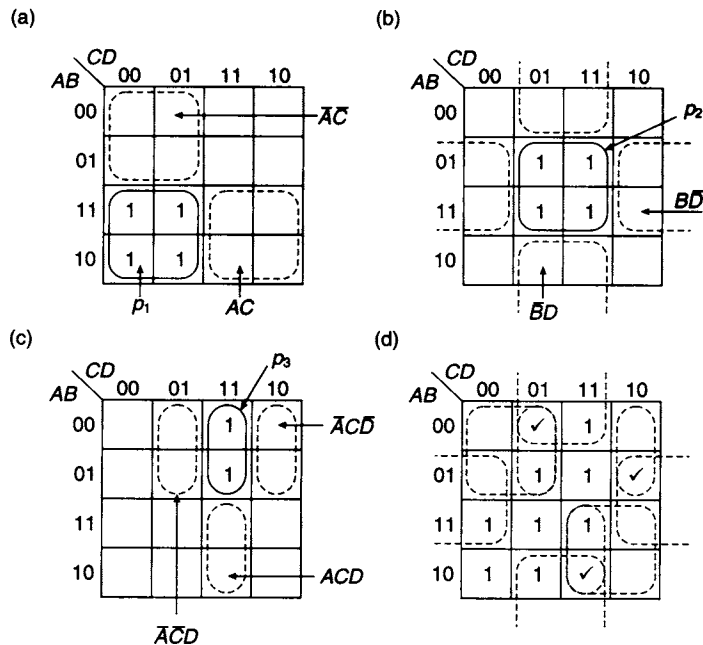 (a)
CD
AB 00 01 11 10
00 A̅C̅
01
11 1 1
10 1 1
p₁ AC
(b)
CD
AB 00 01 11 10
00 p₂
01 1 1
11 1 1 BD̅
10
B̅D
(c)
CD p₃
AB 00 01 11 10
00 1 A̅CD̅
01 1
11
10 ACD
A̅C̅D
(d)
CD
AB 00 01 11 10
00 ✓ 1
01 1 1 ✓
11 1 1 1
10 1 1 ✓